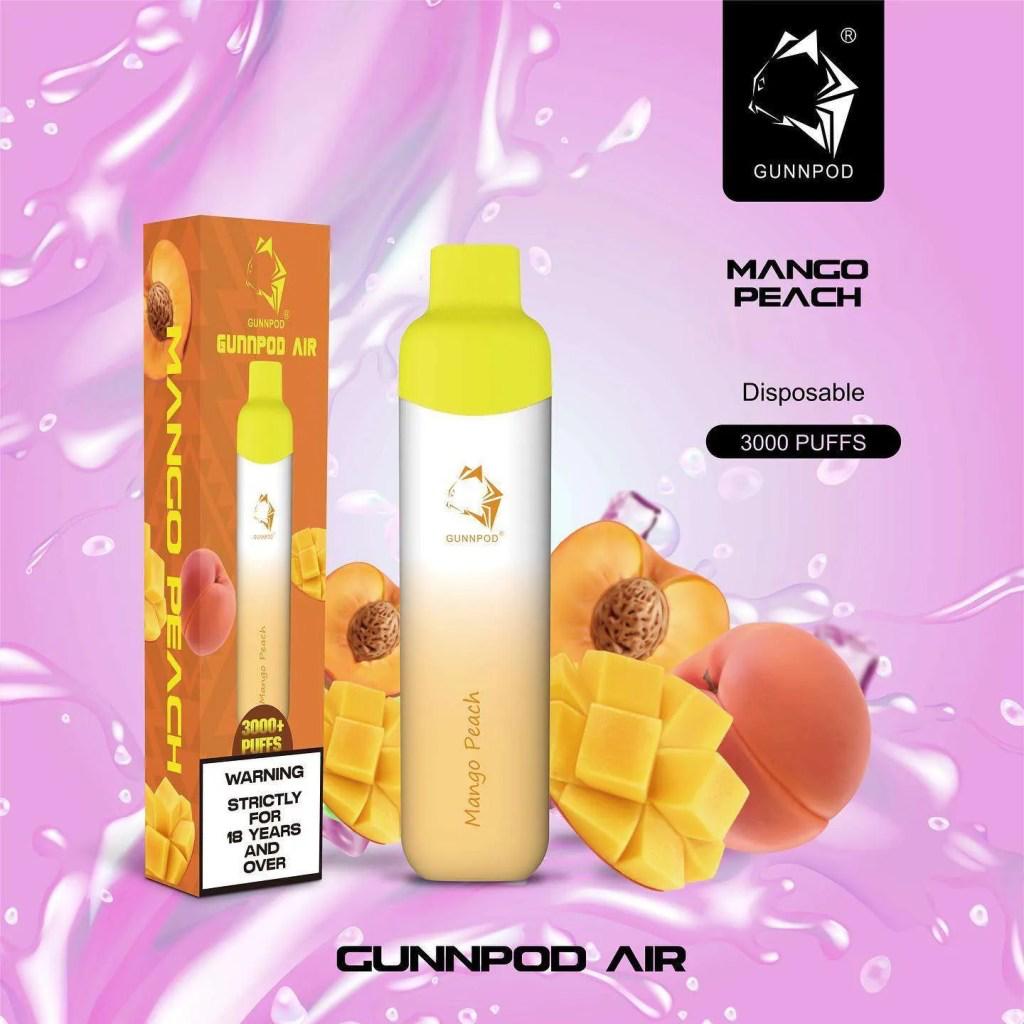 ®
GUNNPOD
MANGO
PEACH
Disposable
3000 PUFFS
GUNNPOD®
GUNNPOD AIR
MANGO PEACH
GUNNPOD
Mango Peach
3000+
PUFFS
WARNING
STRICTLY
FOR
18 YEARS
AND
OVER
GUNNPOD®
Mango Peach
GUNNPOD AIR